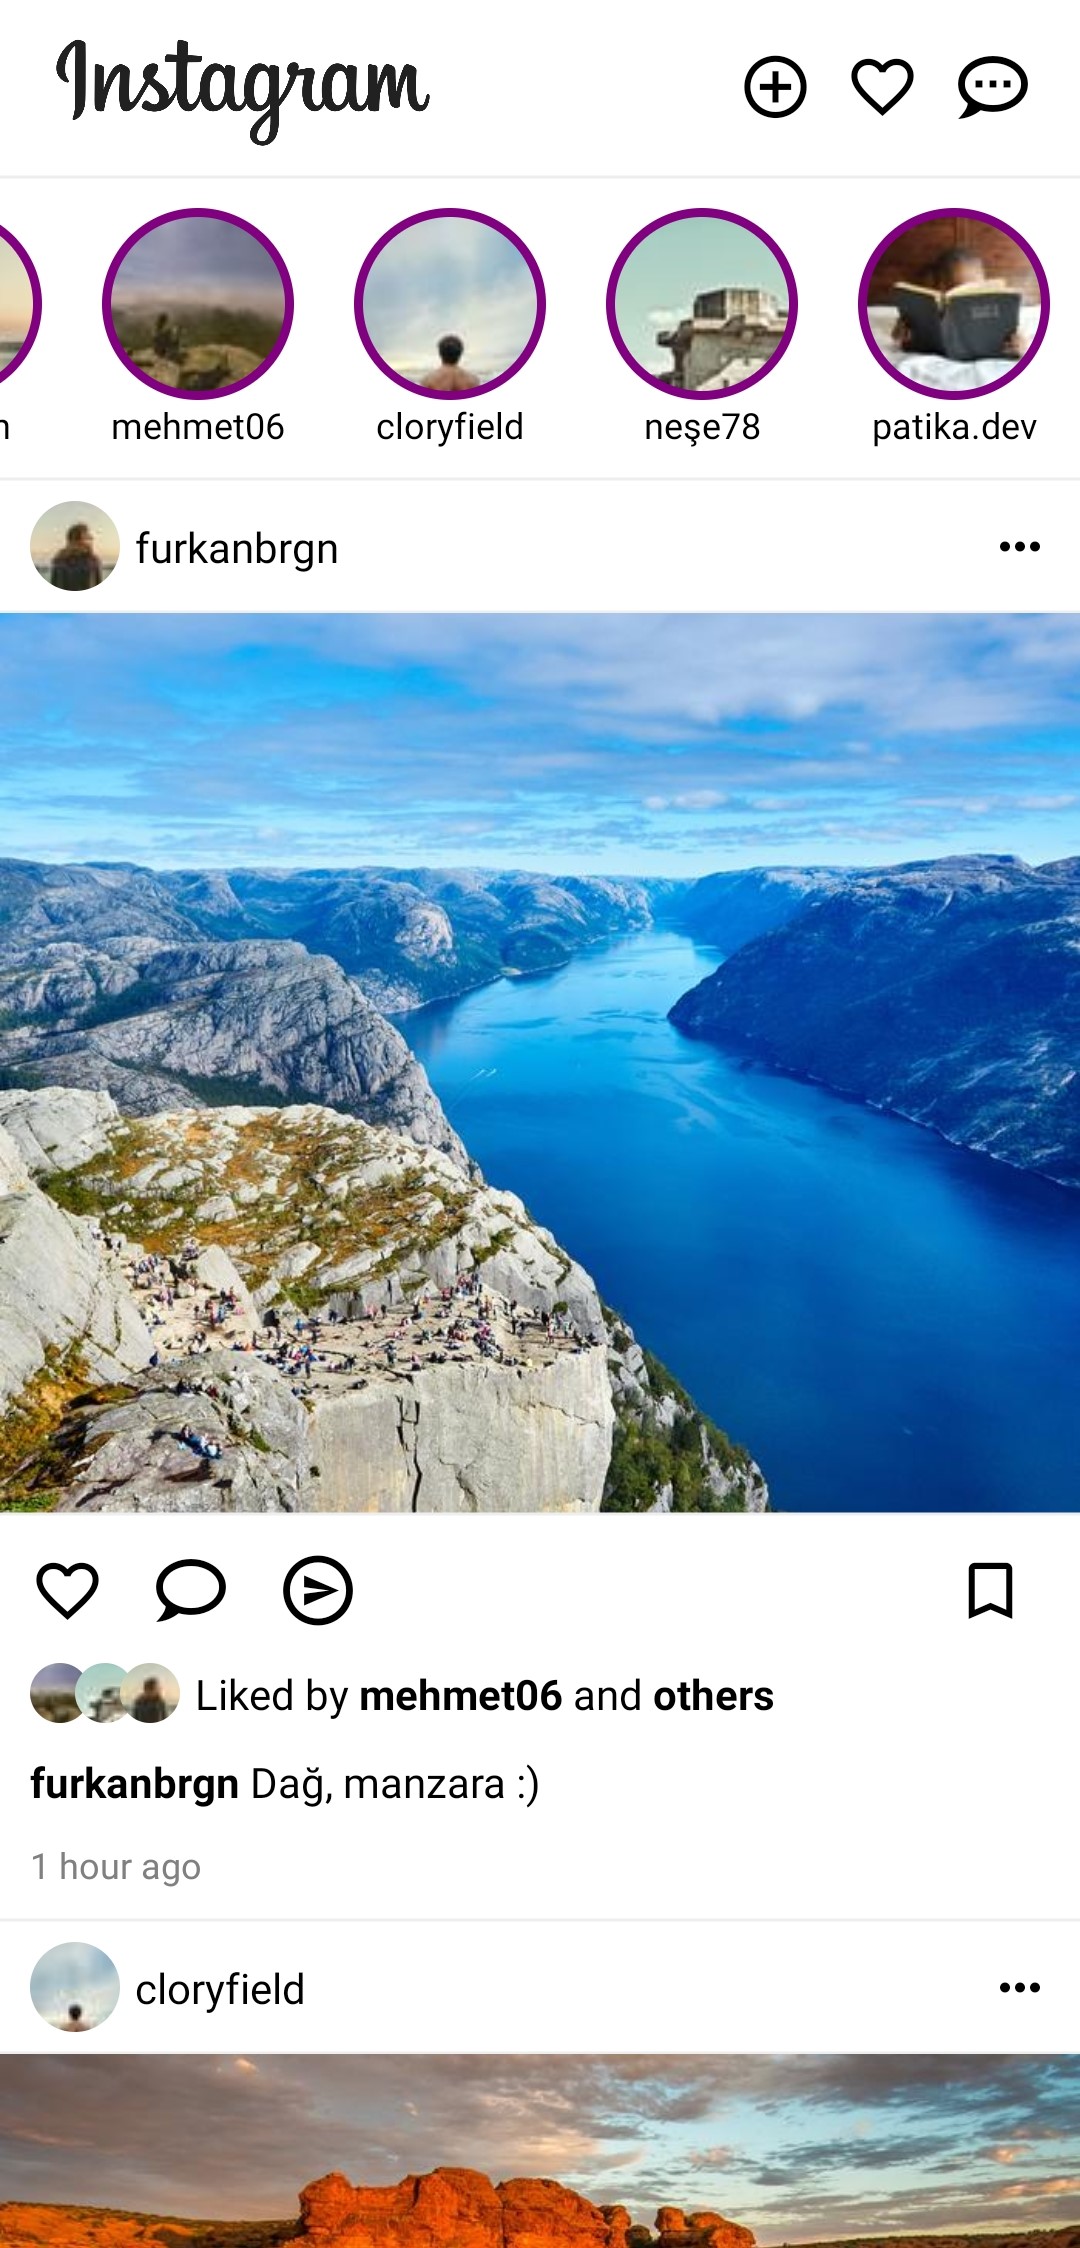 Instagram
n
mehmet06
cloryfield
neşe78
patika.dev
furkanbrgn
Liked by mehmet06 and others
furkanbrgn Dağ, manzara :)
1 hour ago
cloryfield